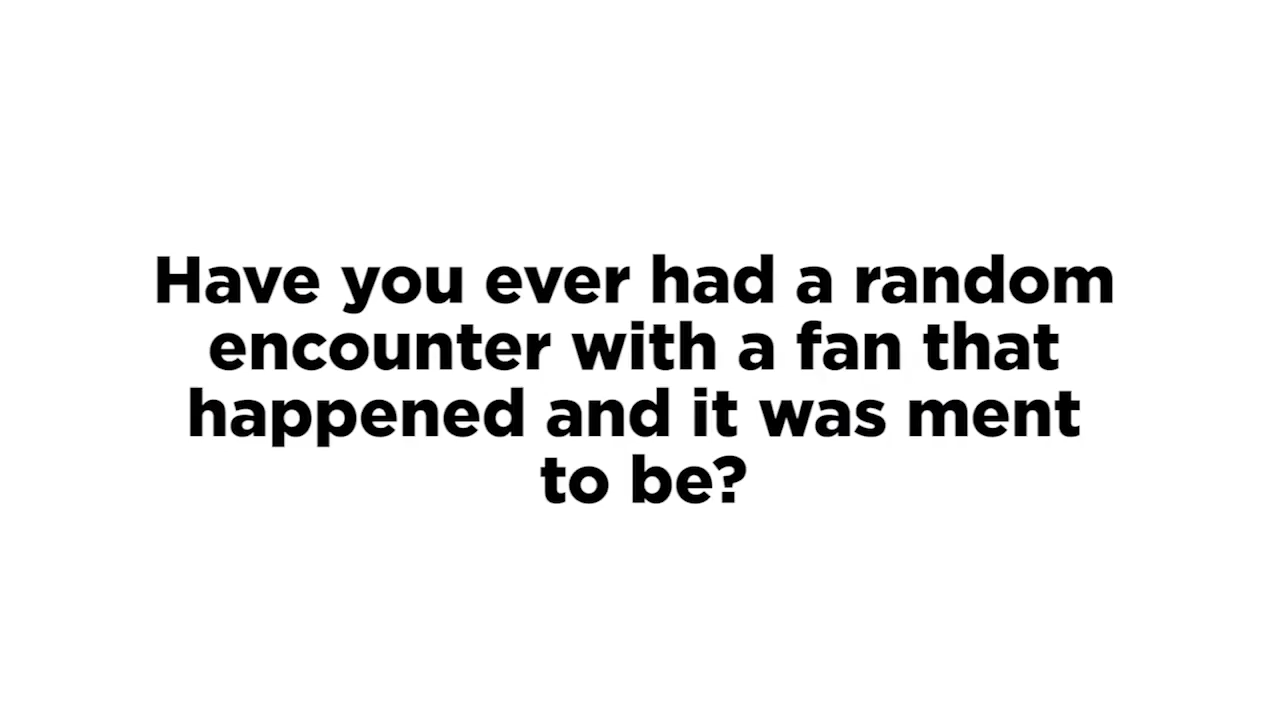 Have you ever had a random
encounter with a fan that
happened and it was ment
to be?